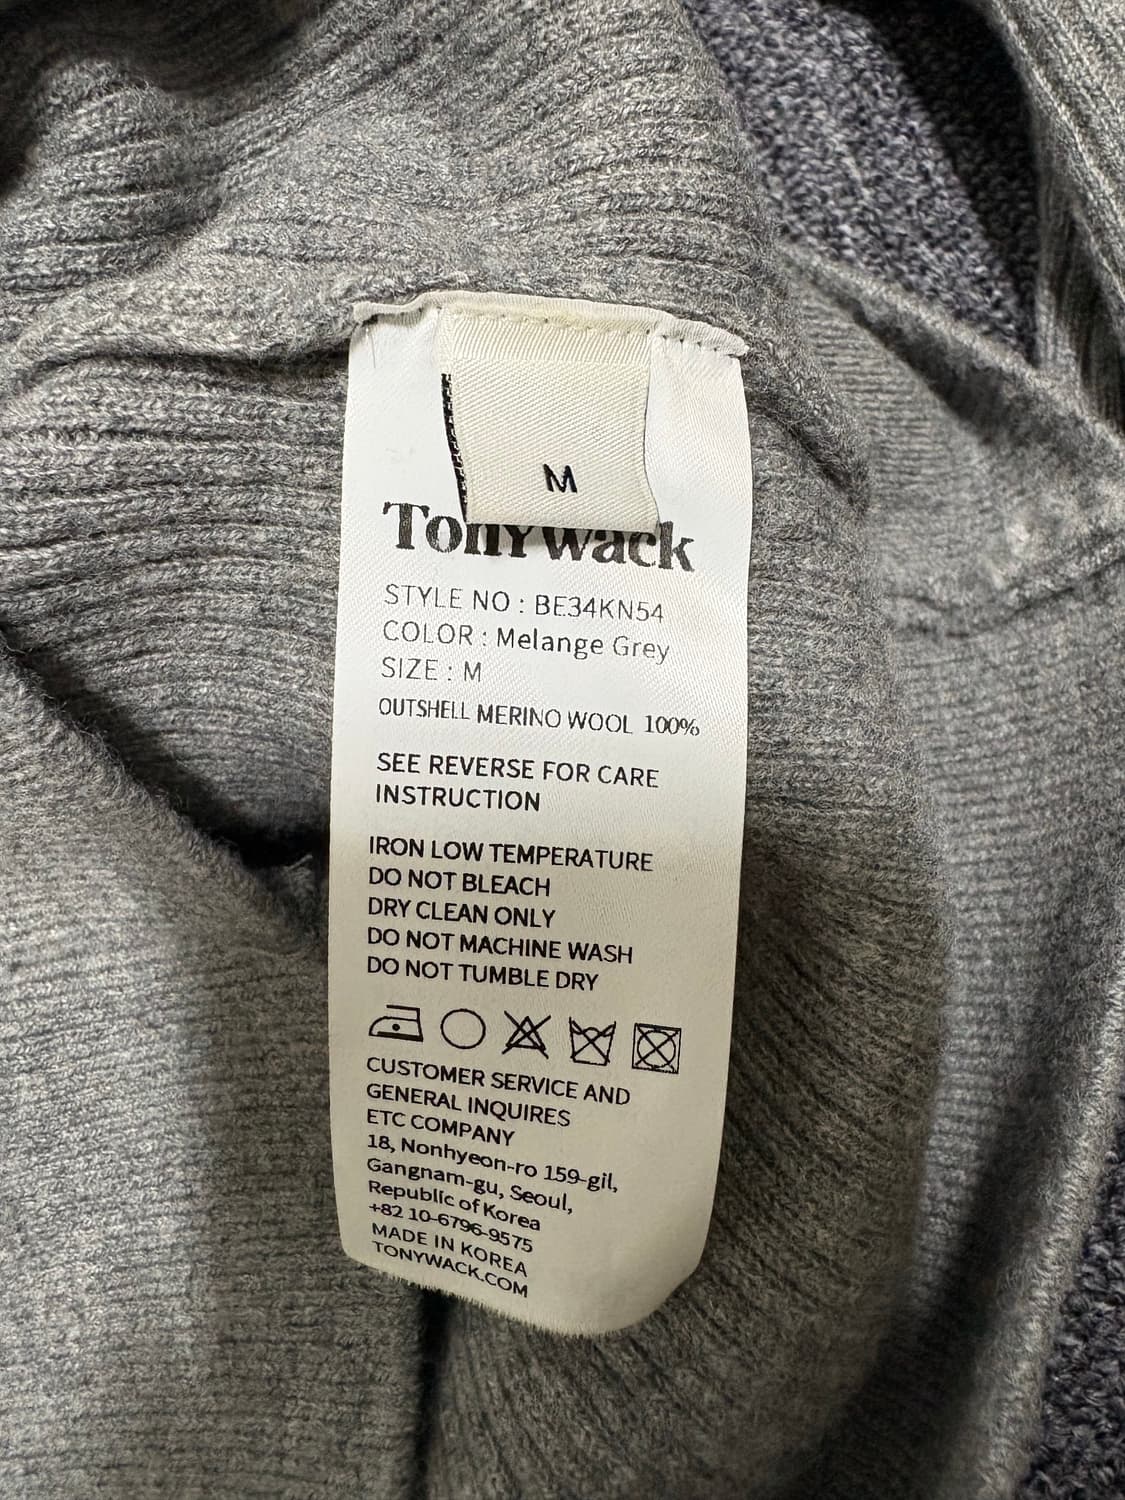 M
Tonywack
STYLE NO : BE34KN54
COLOR : Melange Grey
SIZE : M
OUTSHELL MERINO WOOL 100%
SEE REVERSE FOR CARE
INSTRUCTION
IRON LOW TEMPERATURE
DO NOT BLEACH
DRY CLEAN ONLY
DO NOT MACHINE WASH
DO NOT TUMBLE DRY
CUSTOMER SERVICE AND
GENERAL INQUIRES
ETC COMPANY
18, Nonhyeon-ro 159-gil,
Gangnam-gu, Seoul,
Republic of Korea
+82 10-6796-9575
MADE IN KOREA
TONYWACK.COM